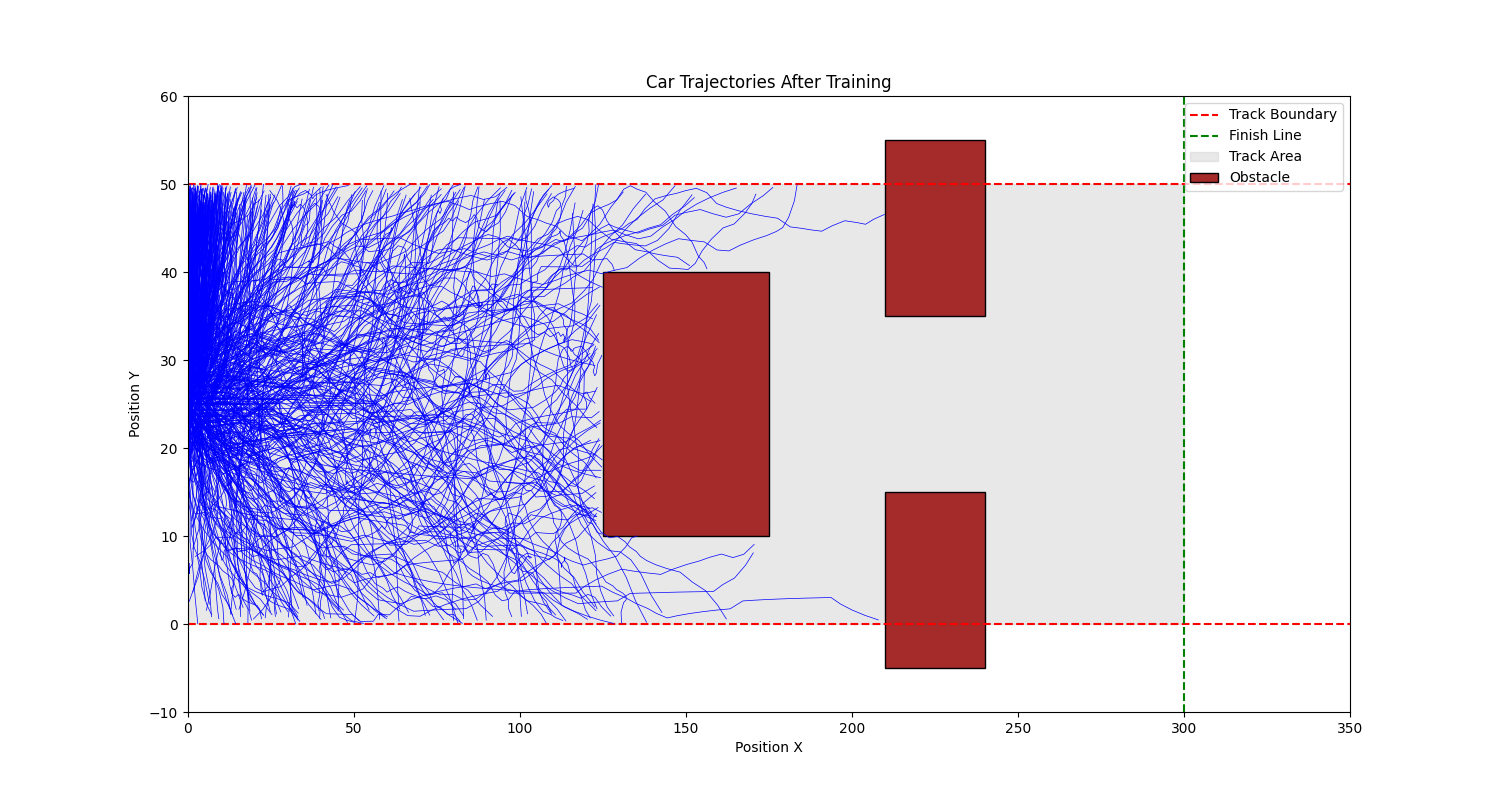 Car Trajectories After Training
Track Boundary
Finish Line
Track Area
Obstacle
60
50
40
30
20
10
0
−10
Position Y
0 50 100 150 200 250 300 350
Position X